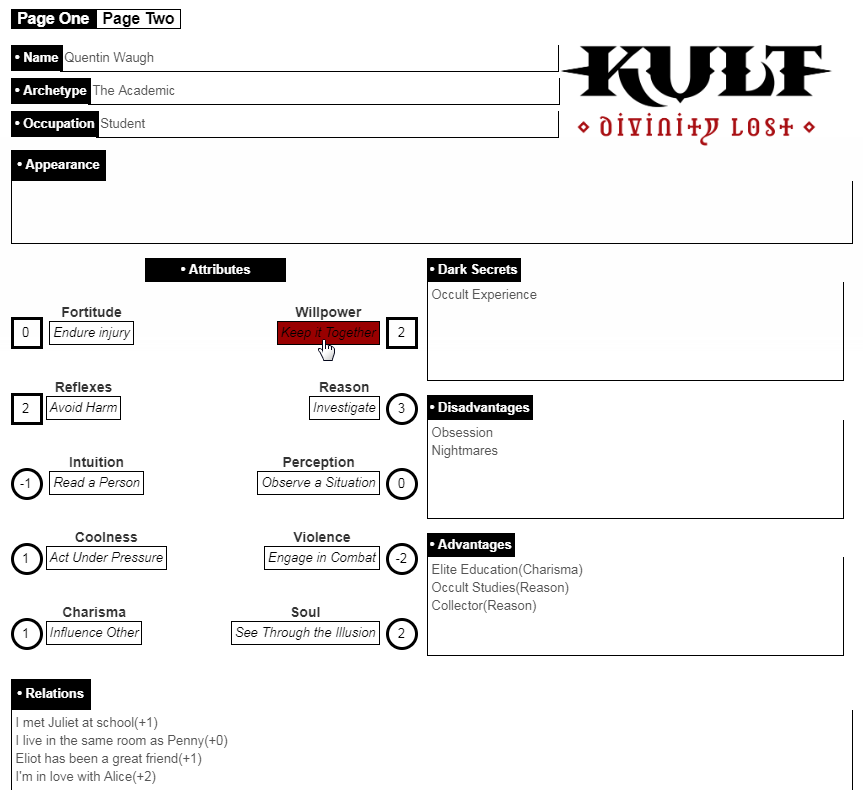 Page One Page Two
• Name Quentin Waugh
• Archetype The Academic
• Occupation Student
KULT
DIVINITY LOST
• Appearance
• Attributes
Fortitude
0 Endure injury
Willpower
Keep it Together 2
Reflexes
2 Avoid Harm
Reason
Investigate 3
Intuition
-1 Read a Person
Perception
Observe a Situation 0
Coolness
1 Act Under Pressure
Violence
Engage in Combat -2
Charisma
1 Influence Other
Soul
See Through the Illusion 2
• Dark Secrets
Occult Experience
• Disadvantages
Obsession
Nightmares
• Advantages
Elite Education(Charisma)
Occult Studies(Reason)
Collector(Reason)
• Relations
I met Juliet at school(+1)
I live in the same room as Penny(+0)
Eliot has been a great friend(+1)
I'm in love with Alice(+2)